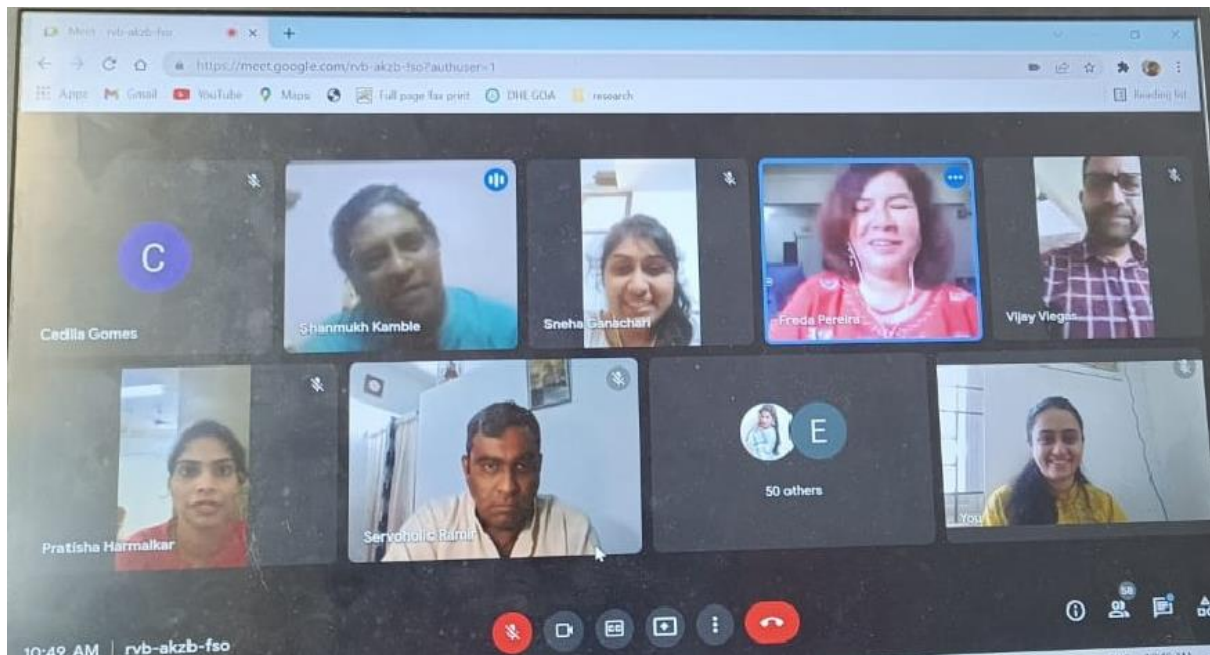 Meet - rvb-akzb-fso
https://meet.google.com/rvb-akzb-fso?authuser=1
Apps Gmail YouTube Maps Full page fax print DHE GOA research Reading list
C
Cedilla Gomes
Shanmukh Kamble
Sneha Ganachari
Freda Pereira
Vijay Viegas
Pratisha Harmalkar
Servoholic Ramir
E
50 others
You
CC
58
10:49 AM | rvb-akzb-fso